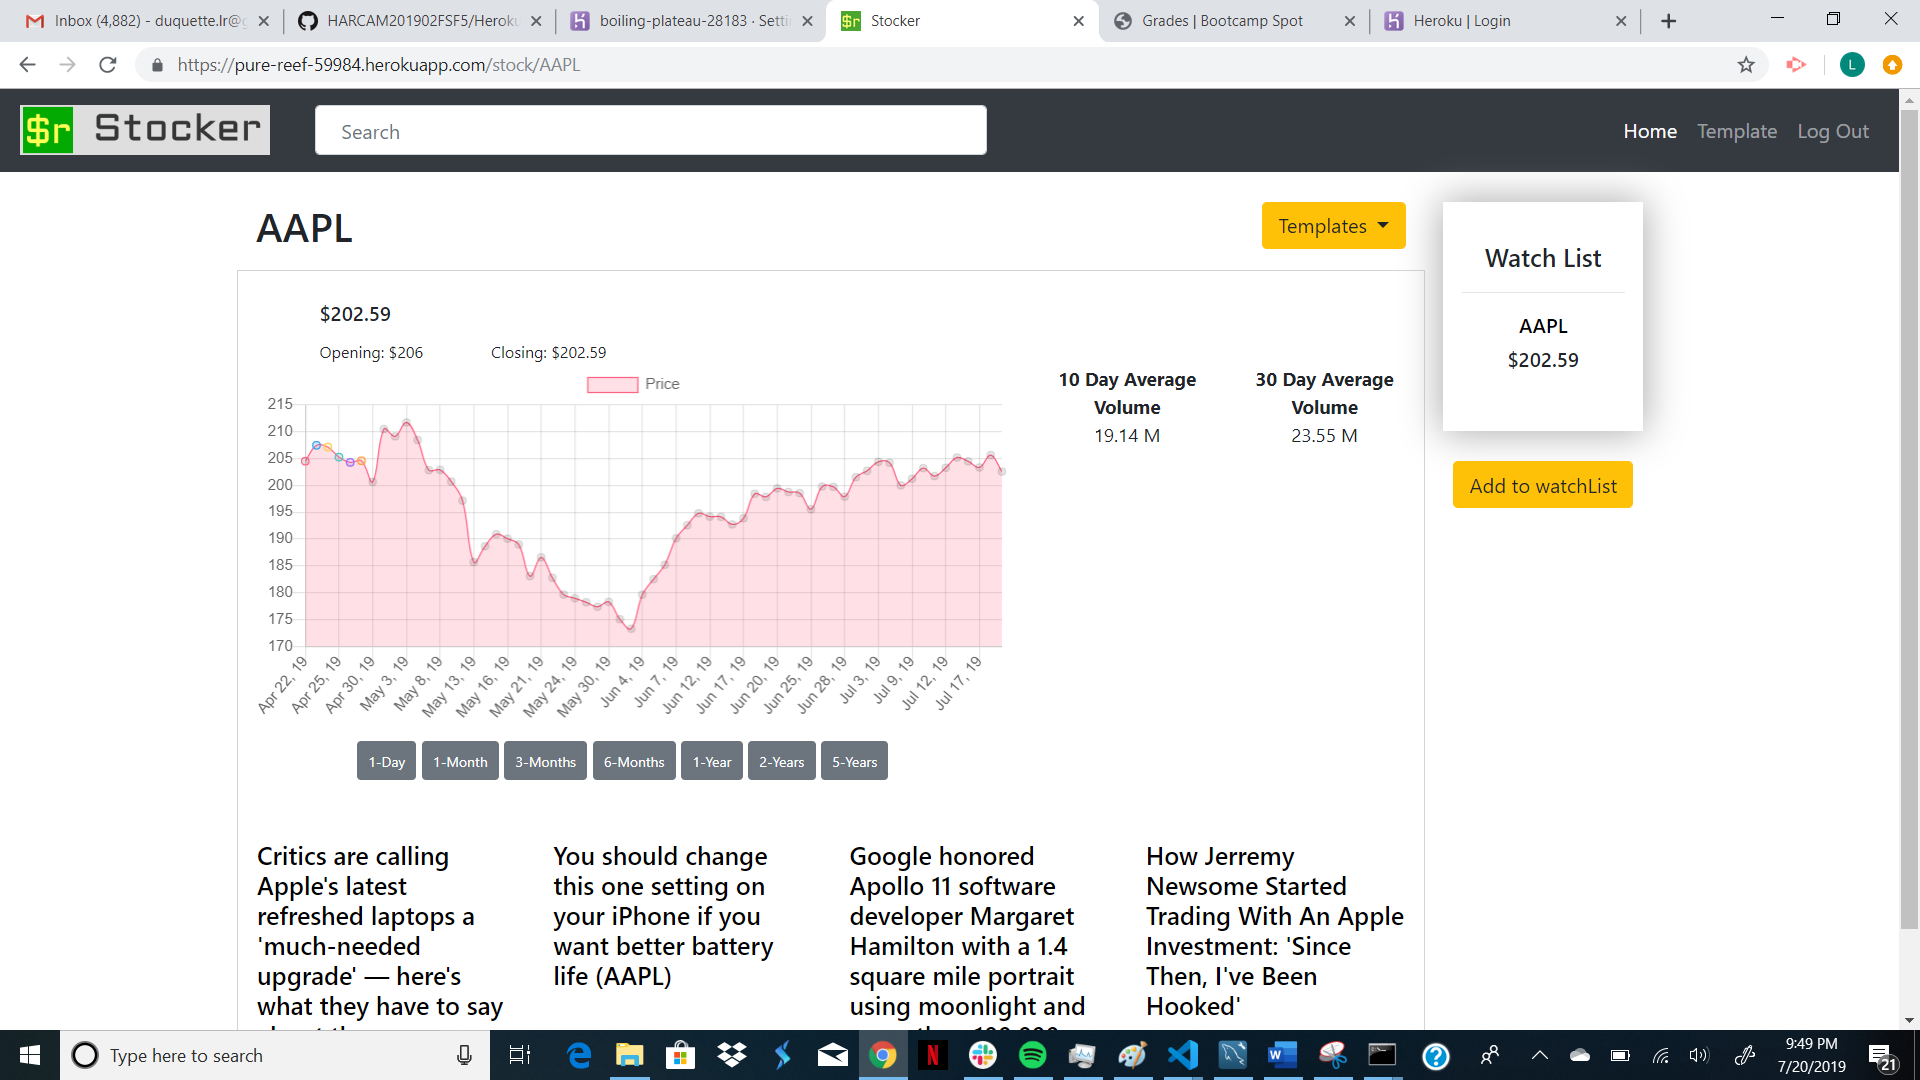 Inbox (4,882) - duquette.lr@g
HARCAM201902FSF5/Heroku
boiling-plateau-28183 · Setti
$r Stocker
Grades | Bootcamp Spot
Heroku | Login
https://pure-reef-59984.herokuapp.com/stock/AAPL
L
$r Stocker
Search
Home Template Log Out
AAPL
Templates
Watch List
AAPL
$202.59
Add to watchList
$202.59
Opening: $206 Closing: $202.59
Price
215
210
205
200
195
190
185
180
175
170
Apr 22, 19
Apr 25, 19
Apr 30, 19
May 3, 19
May 8, 19
May 13, 19
May 16, 19
May 21, 19
May 24, 19
May 30, 19
Jun 4, 19
Jun 7, 19
Jun 12, 19
Jun 17, 19
Jun 20, 19
Jun 25, 19
Jun 28, 19
Jul 3, 19
Jul 9, 19
Jul 12, 19
Jul 17, 19
10 Day Average
Volume
19.14 M
30 Day Average
Volume
23.55 M
1-Day 1-Month 3-Months 6-Months 1-Year 2-Years 5-Years
Critics are calling
Apple's latest
refreshed laptops a
'much-needed
upgrade' — here's
what they have to say
You should change
this one setting on
your iPhone if you
want better battery
life (AAPL)
Google honored
Apollo 11 software
developer Margaret
Hamilton with a 1.4
square mile portrait
using moonlight and
How Jerremy
Newsome Started
Trading With An Apple
Investment: 'Since
Then, I've Been
Hooked'
Type here to search
9:49 PM
7/20/2019
21